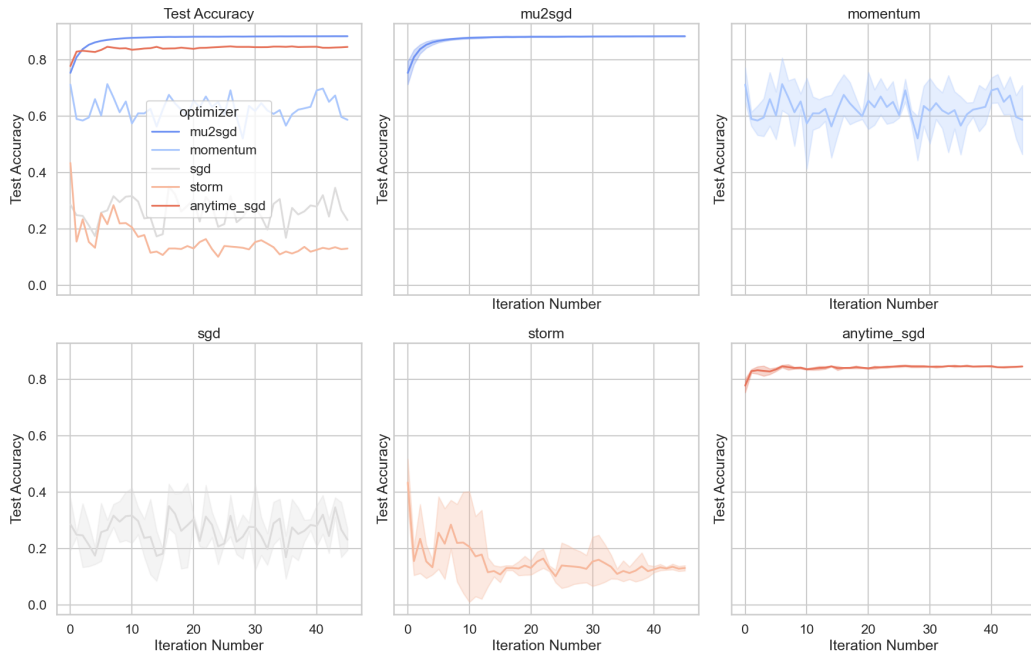 Test Accuracy
mu2sgd
momentum
0.8
0.6
0.4
0.2
0.0
Test Accuracy
optimizer
mu2sgd
momentum
sgd
storm
anytime_sgd
Test Accuracy
Iteration Number
Test Accuracy
Iteration Number
sgd
storm
anytime_sgd
0.8
0.6
0.4
0.2
0.0
Test Accuracy
0 10 20 30 40
Iteration Number
Test Accuracy
0 10 20 30 40
Iteration Number
Test Accuracy
0 10 20 30 40
Iteration Number